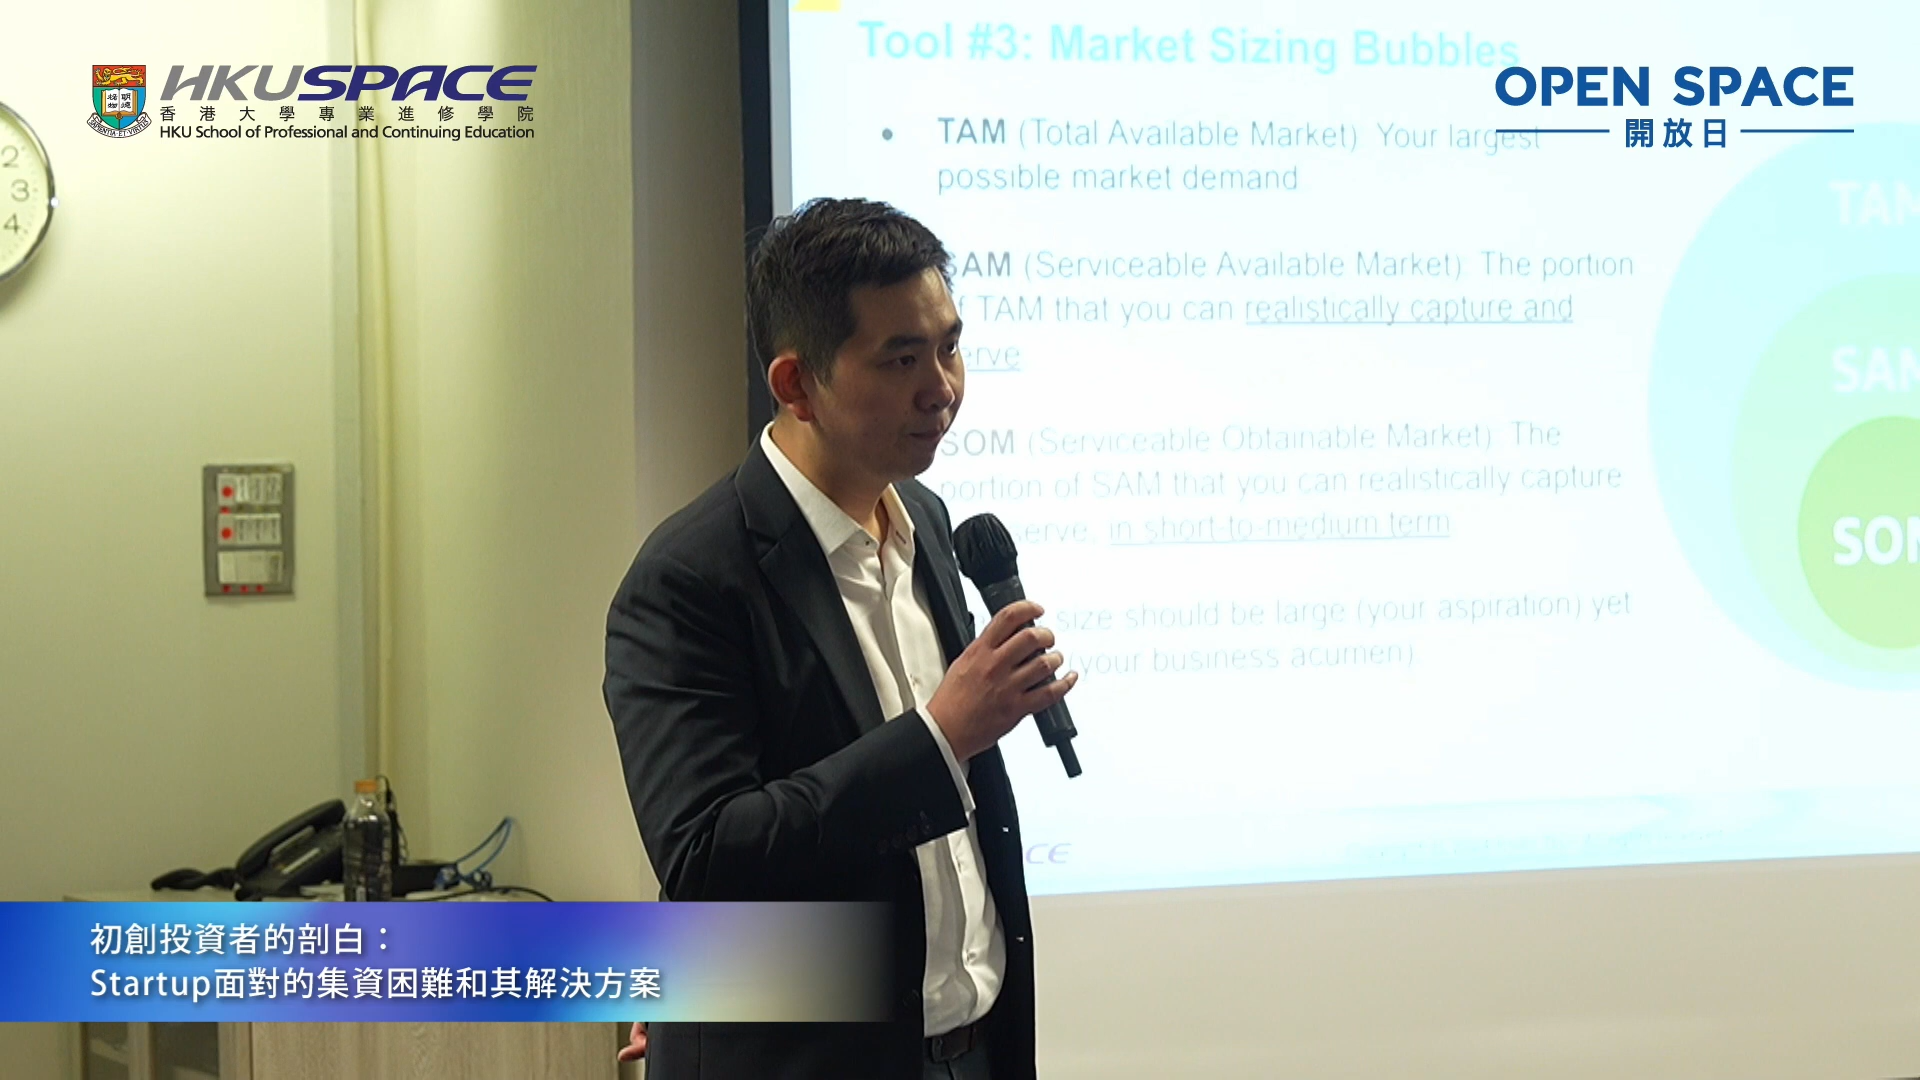 HKUSPACE
香港大學專業進修學院
HKU School of Professional and Continuing Education
OPEN SPACE
開放日
Tool #3: Market Sizing Bubbles
TAM (Total Available Market): Your largest
possible market demand
SAM (Serviceable Available Market): The portion
TAM that you can realistically capture and
SOM (Serviceable Obtainable Market): The
portion of SAM that you can realistically capture
serve, in short-to-medium term
size should be large (your aspiration) yet
(your business acumen).
TAM
SAM
SOM
2
3
4
CE
初創投資者的剖白：
Startup面對的集資困難和其解決方案